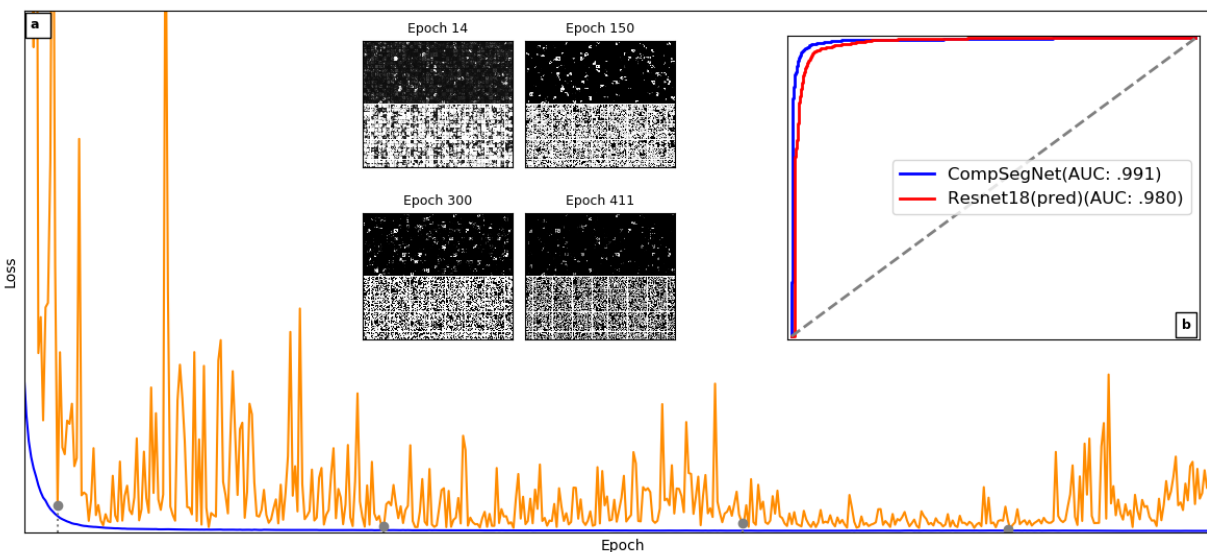 a
Epoch 14
Epoch 150
Epoch 300
Epoch 411
CompSegNet(AUC: .991)
Resnet18(pred)(AUC: .980)
b
Loss
Epoch